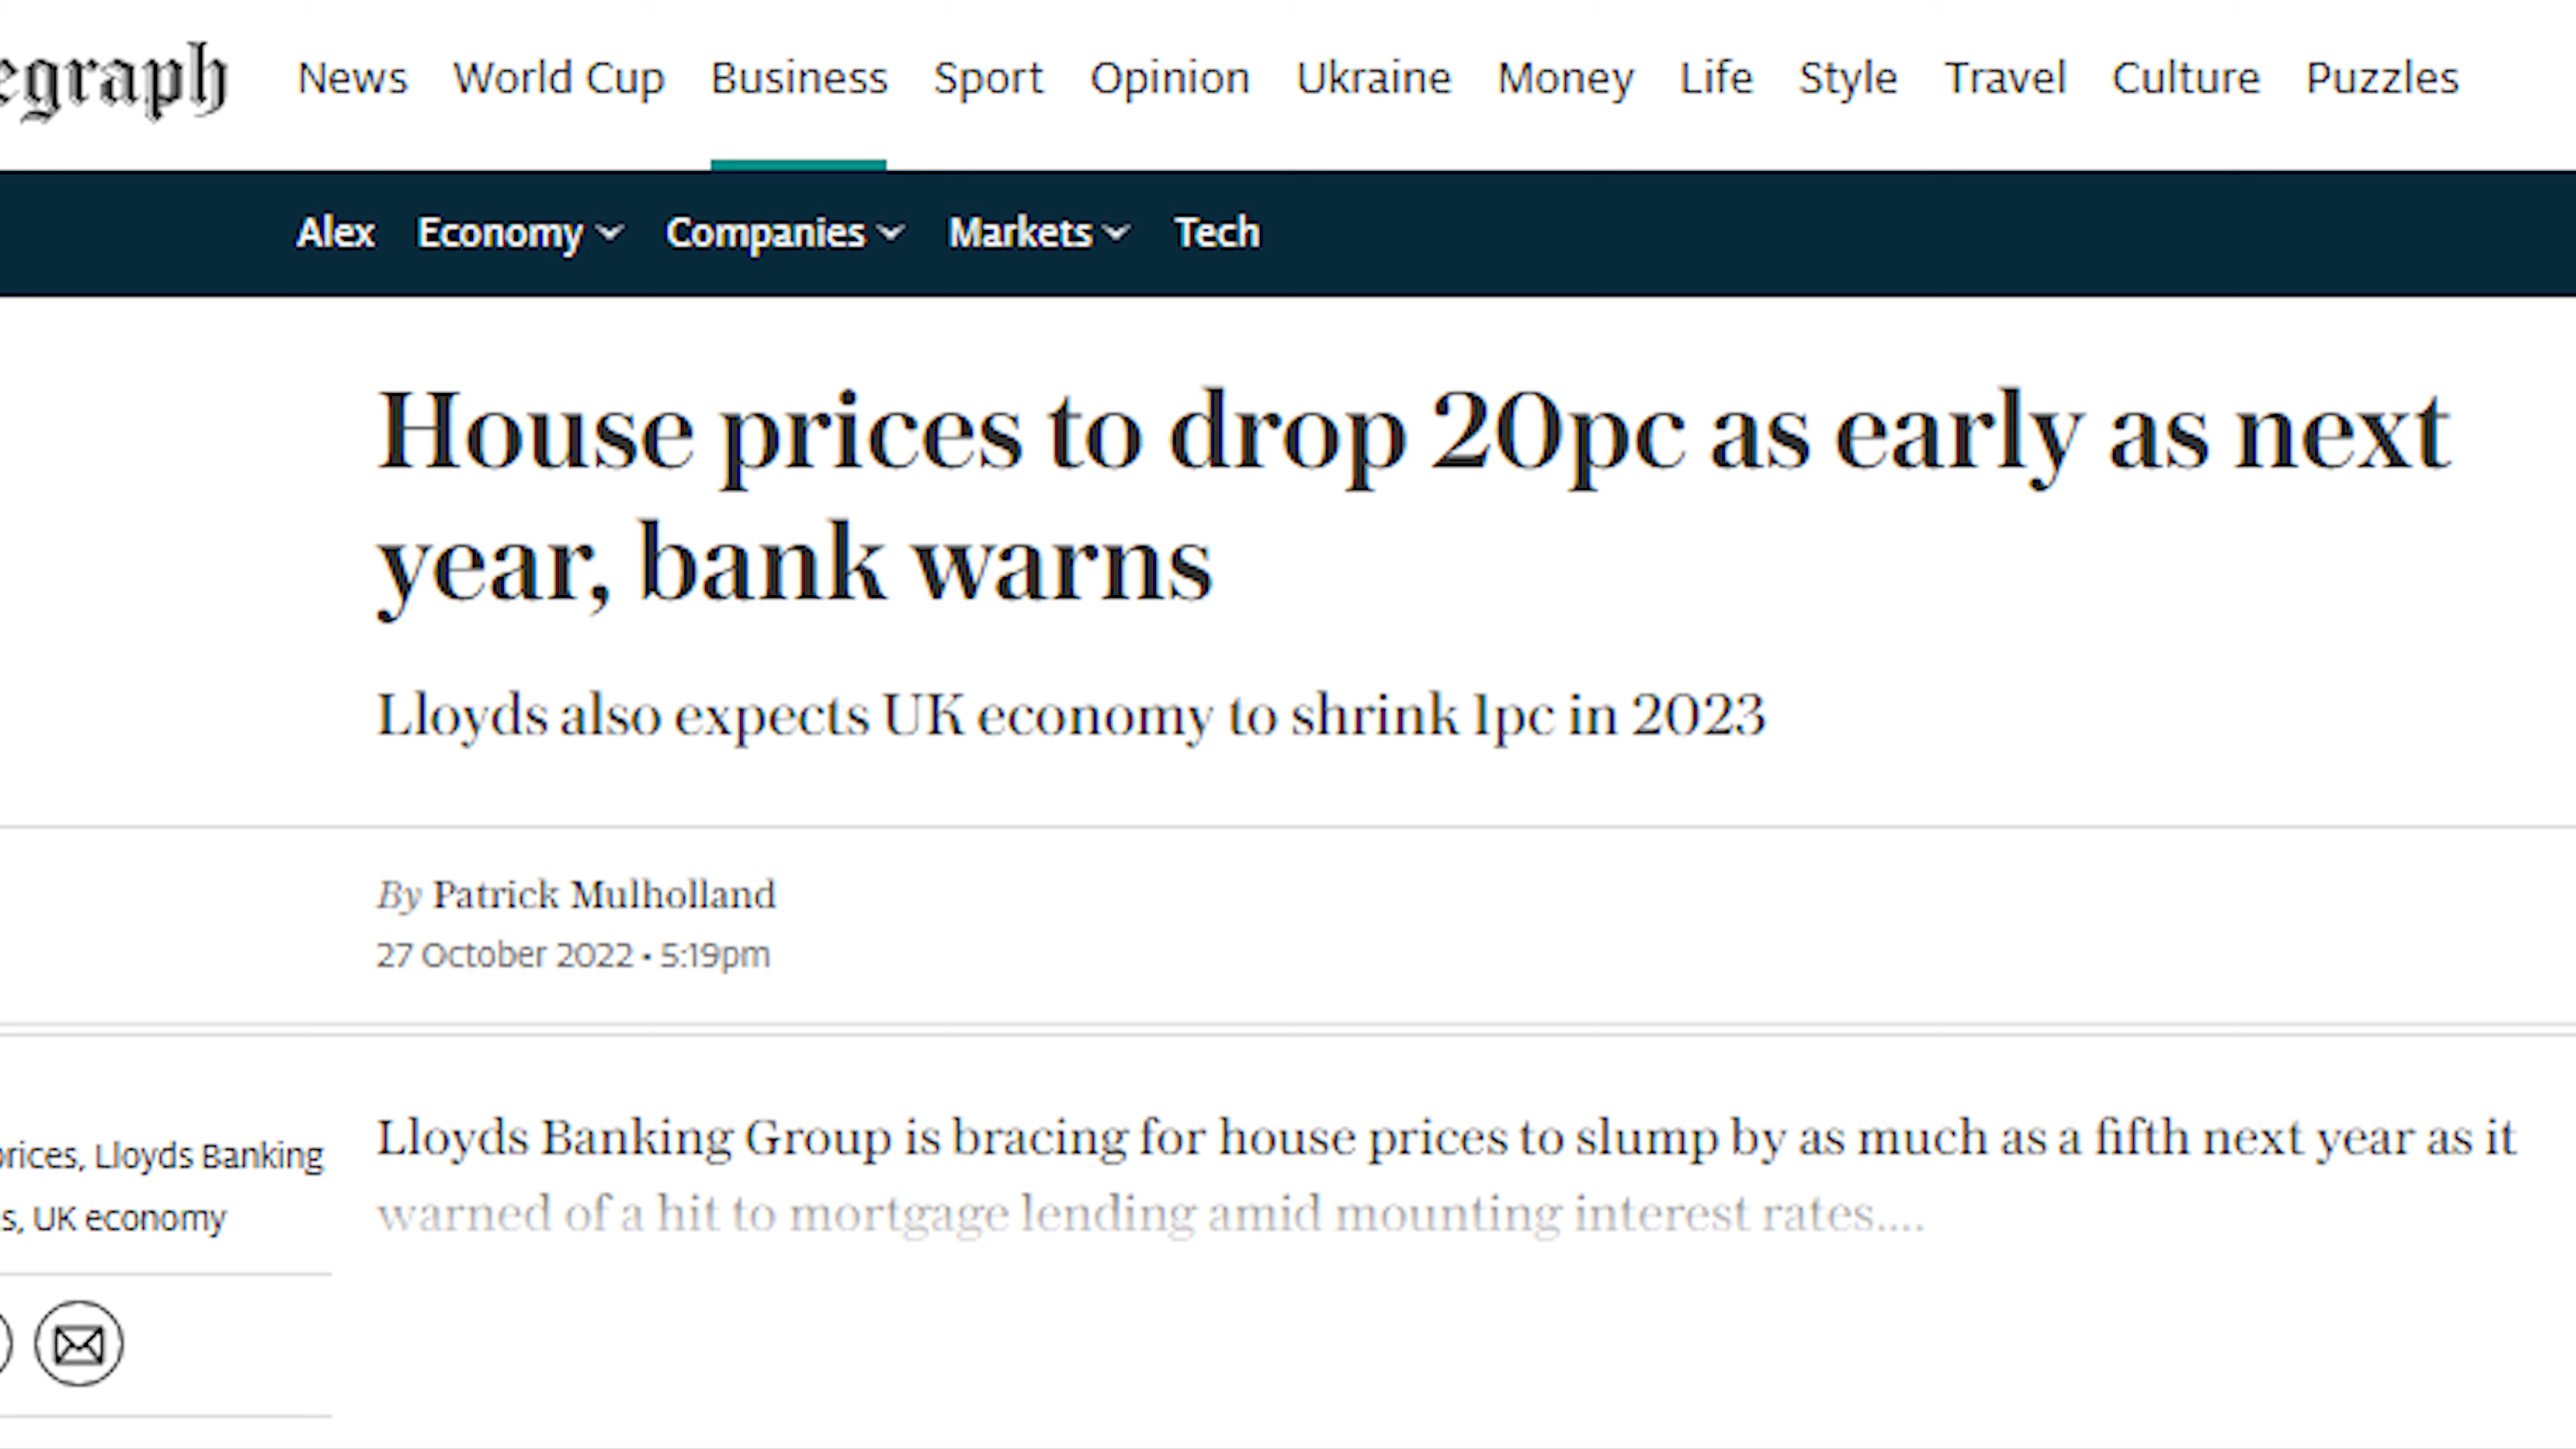 egraph News World Cup Business Sport Opinion Ukraine Money Life Style Travel Culture Puzzles
Alex Economy Companies Markets Tech
House prices to drop 20pc as early as next
year, bank warns
Lloyds also expects UK economy to shrink 1pc in 2023
By Patrick Mulholland
27 October 2022 • 5:19pm
Lloyds Banking Group is bracing for house prices to slump by as much as a fifth next year as it
warned of a hit to mortgage lending amid mounting interest rates....
prices, Lloyds Banking
s, UK economy